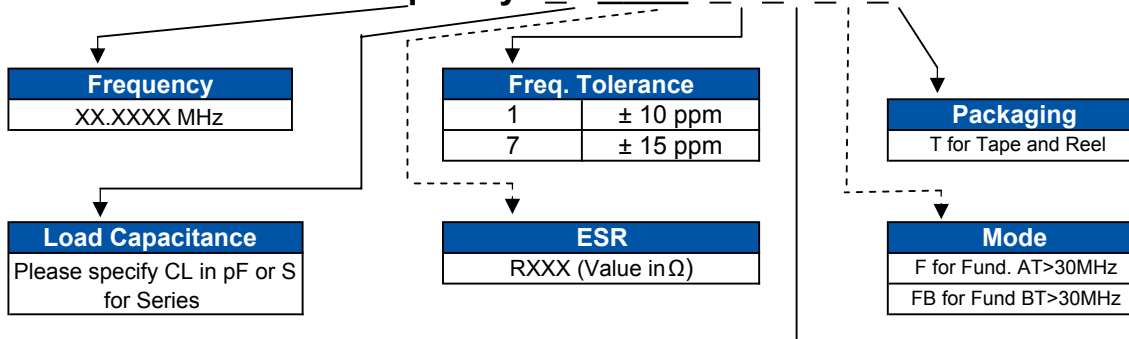 Frequency
XX.XXXX MHz
Freq. Tolerance
1 ± 10 ppm
7 ± 15 ppm
Packaging
T for Tape and Reel
Load Capacitance
Please specify CL in pF or S
for Series
ESR
RXXX (Value in Ω)
Mode
F for Fund. AT>30MHz
FB for Fund BT>30MHz